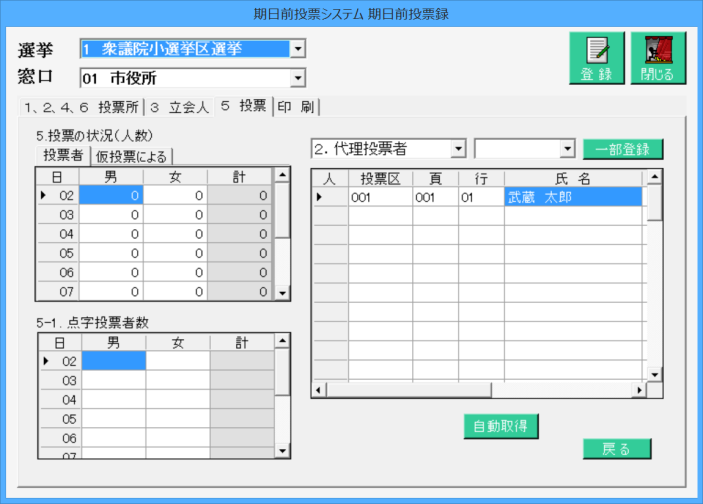 期日前投票システム 期日前投票録
選挙 1 衆議院小選挙区選挙
窓口 01 市役所
登録 閉じる
1、2、4、6 投票所 3 立会人 5 投票 印 刷
5.投票の状況(人数)
投票者 仮投票による
日 男 女 計
02 0 0 0
03 0 0 0
04 0 0 0
05 0 0 0
06 0 0 0
07 0 0 0
5-1. 点字投票者数
日 男 女 計
02
03
04
05
06
07
2. 代理投票者 一部登録
人 投票区 頁 行 氏 名
001 001 01 武蔵 太郎
自動取得
戻る